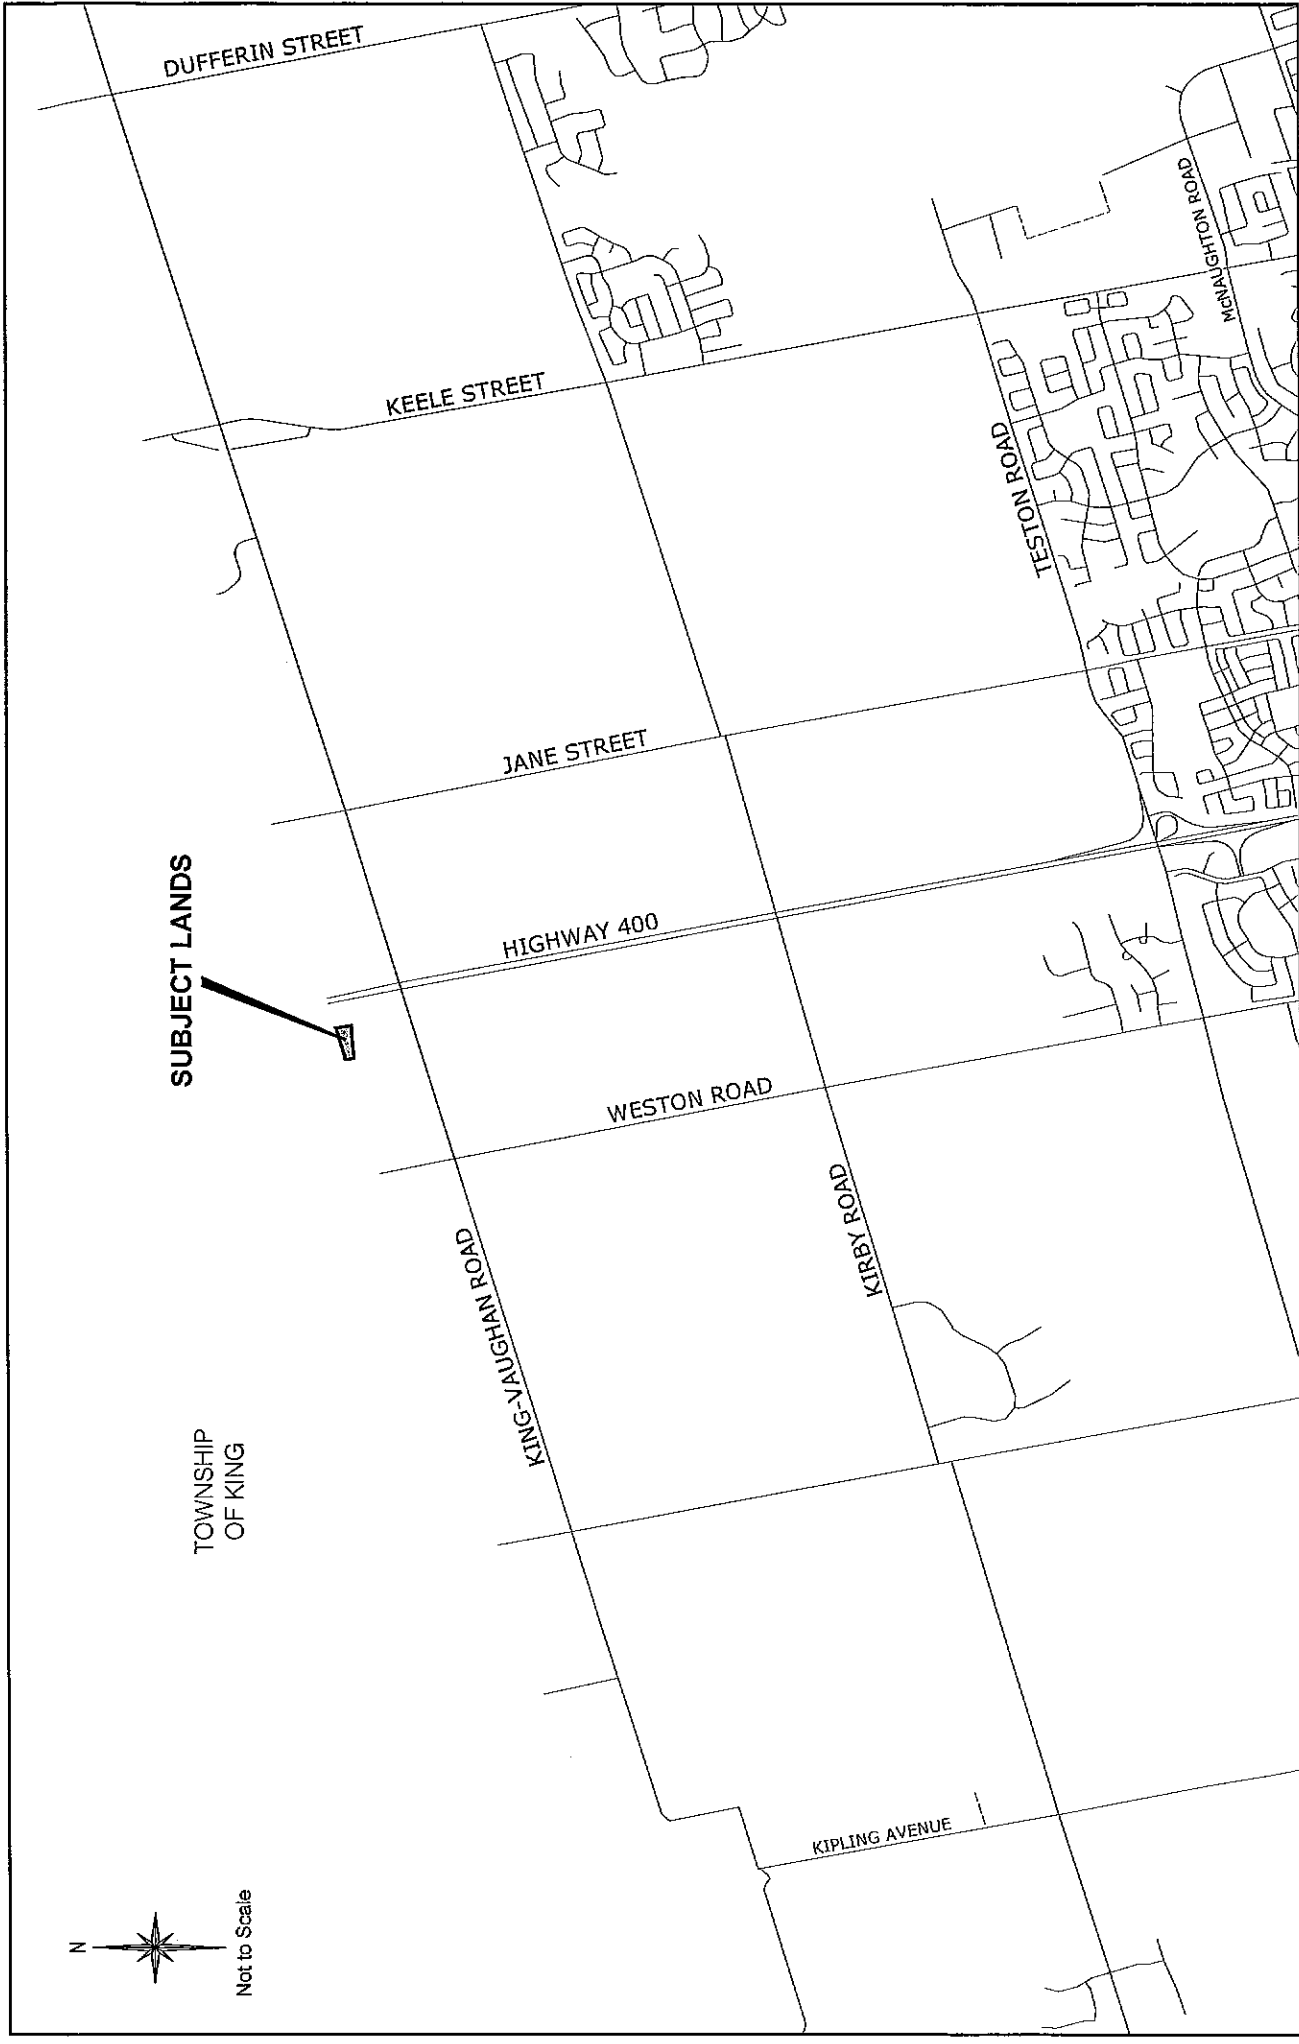 DUFFERIN STREET
KEELE STREET
MCNAUGHTON ROAD
TESTON ROAD
JANE STREET
SUBJECT LANDS
HIGHWAY 400
WESTON ROAD
KIRBY ROAD
KING-VAUGHAN ROAD
TOWNSHIP
OF KING
KIPLING AVENUE
N
Not to Scale